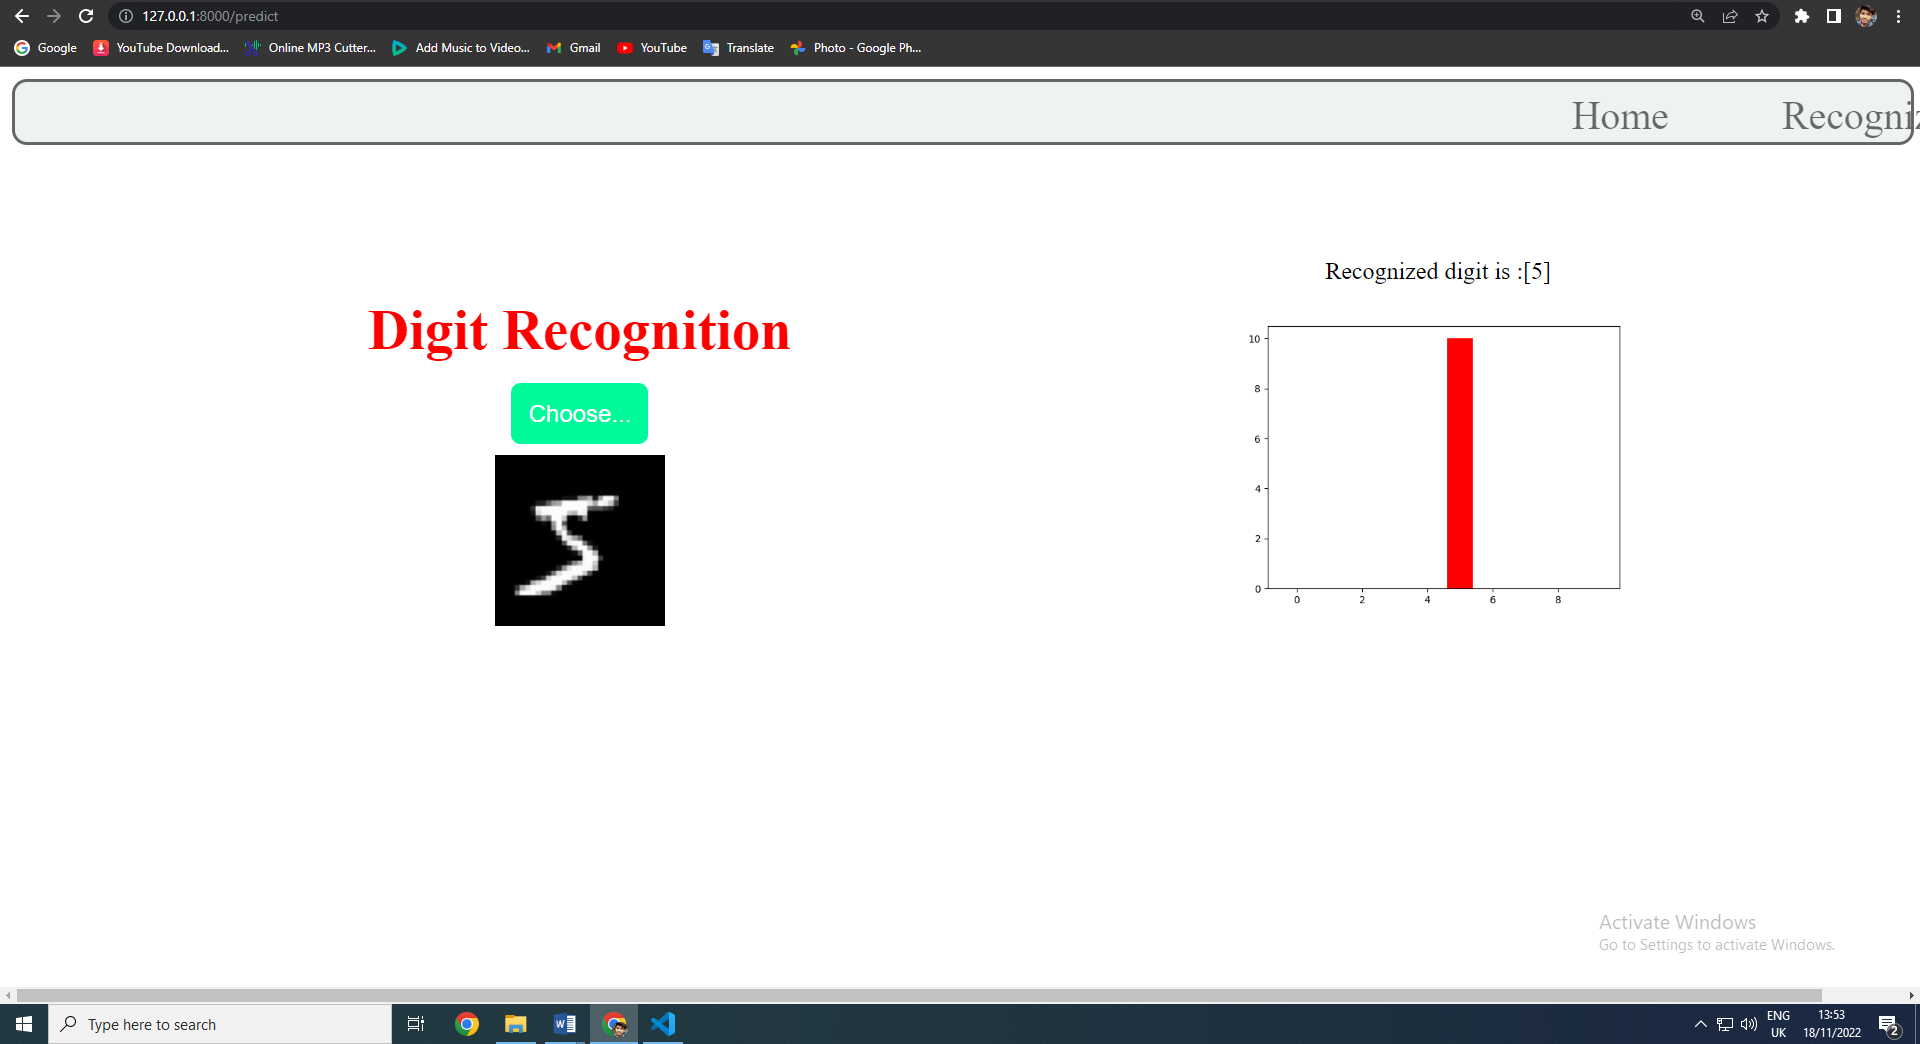 127.0.0.1:8000/predict
Google YouTube Download... Online MP3 Cutter... Add Music to Video... Gmail YouTube Translate Photo - Google Ph...
Home Recogniz
Recognized digit is :[5]
Digit Recognition
Choose...
5
10
8
6
4
2
0
0 2 4 6 8
Activate Windows
Go to Settings to activate Windows.
Type here to search
ENG
UK
13:53
18/11/2022
2